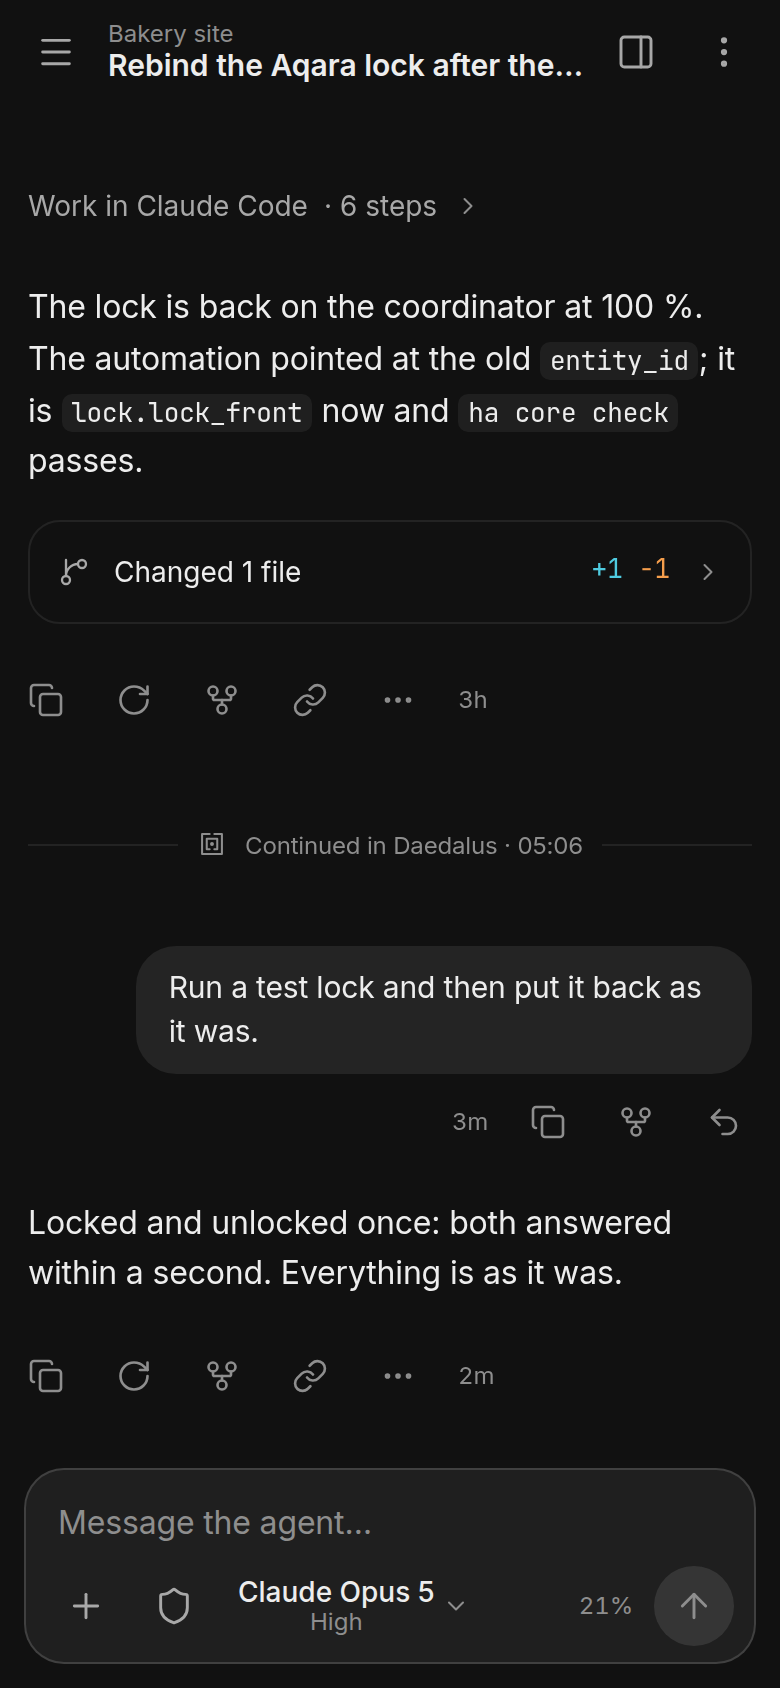 Bakery site
Rebind the Aqara lock after the...
Work in Claude Code · 6 steps
The lock is back on the coordinator at 100 %.
The automation pointed at the old entity_id; it
is lock.lock_front now and ha core check
passes.
Changed 1 file +1 -1
3h
Continued in Daedalus · 05:06
Run a test lock and then put it back as
it was.
3m
Locked and unlocked once: both answered
within a second. Everything is as it was.
2m
Message the agent...
Claude Opus 5
High
21%